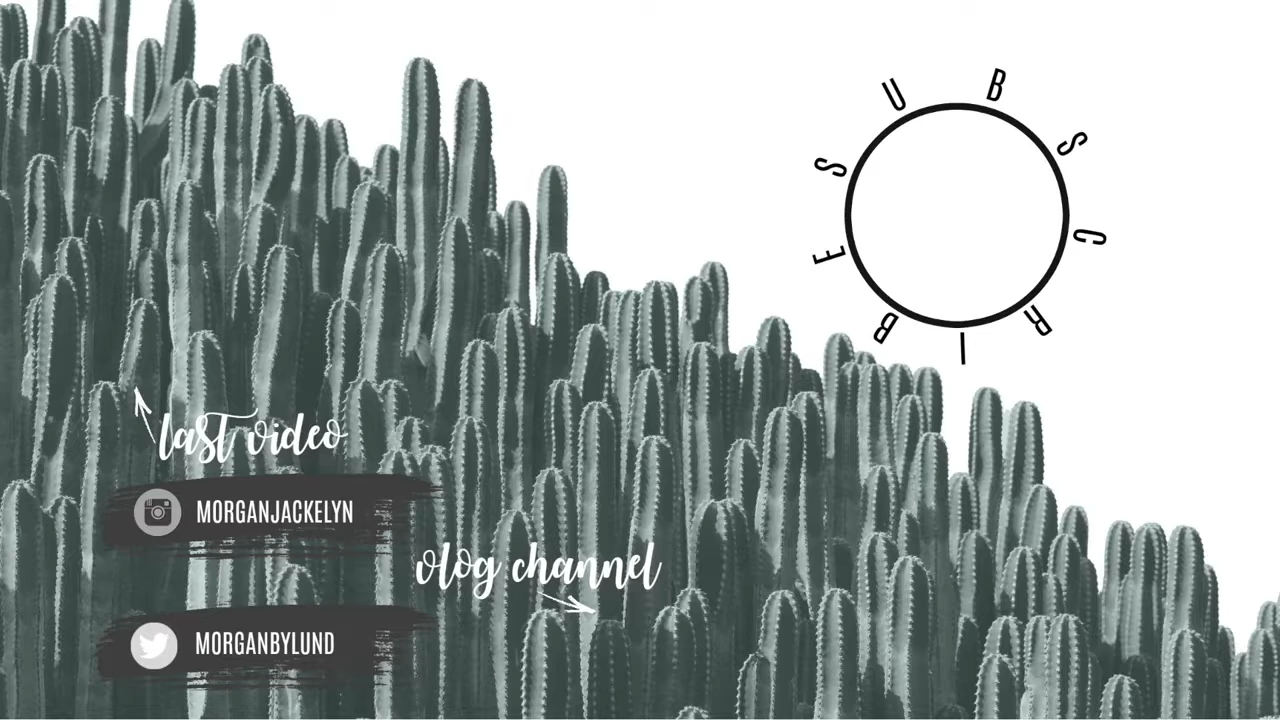 SUBSCRIBE
last video
MORGANJACKELYN
vlog channel
MORGANBYLUND